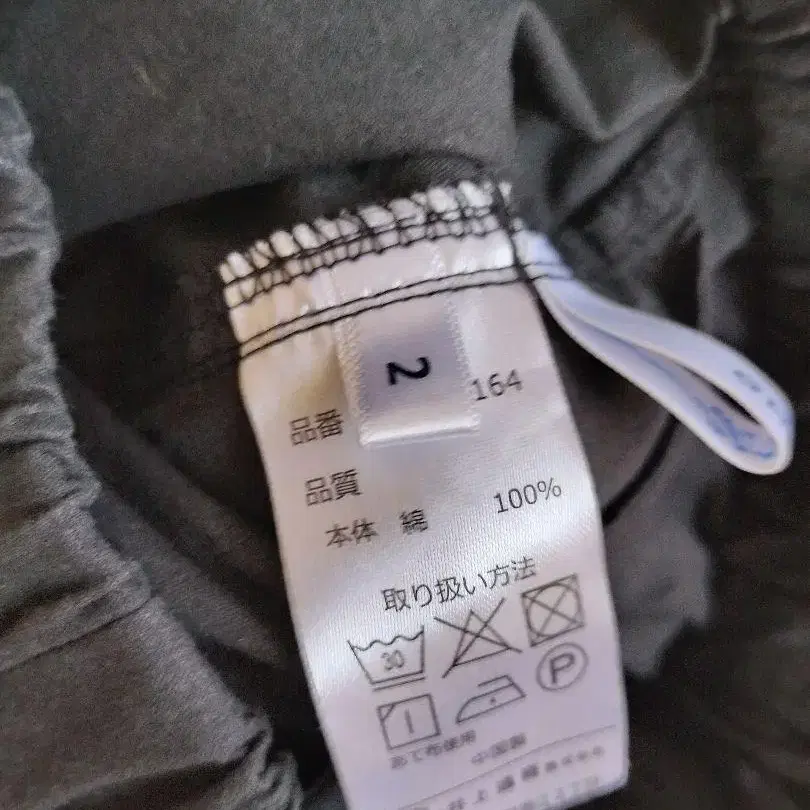 2
品番 164
品質
本体 綿 100%
取り扱い方法
30
P
あて布使用
中国製